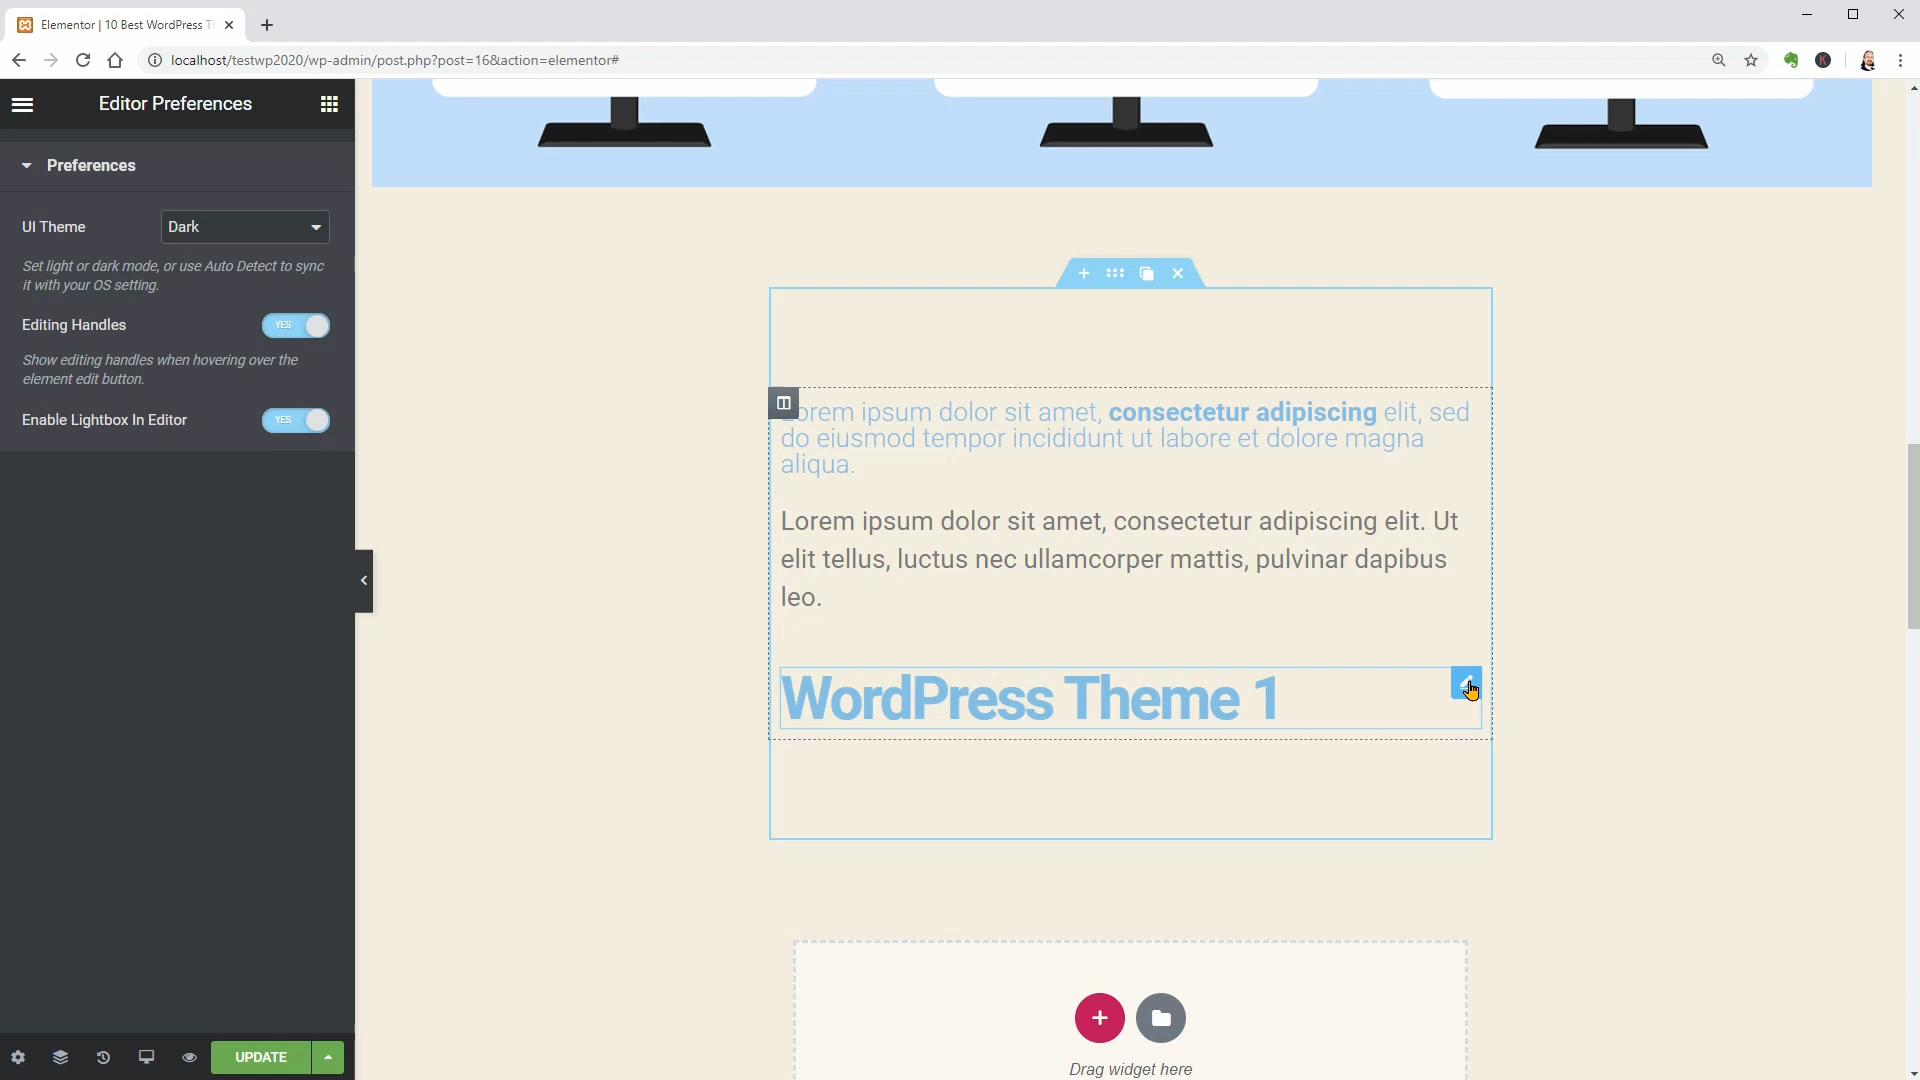 Elementor | 10 Best WordPress T
localhost/testwp2020/wp-admin/post.php?post=16&action=elementor#
Editor Preferences
Preferences
UI Theme
Dark
Set light or dark mode, or use Auto Detect to sync
it with your OS setting.
Editing Handles
YES
Show editing handles when hovering over the
element edit button.
Enable Lightbox In Editor
YES
UPDATE
orem ipsum dolor sit amet, consectetur adipiscing elit, sed
do eiusmod tempor incididunt ut labore et dolore magna
aliqua.
Lorem ipsum dolor sit amet, consectetur adipiscing elit. Ut
elit tellus, luctus nec ullamcorper mattis, pulvinar dapibus
leo.
WordPress Theme 1
Drag widget here